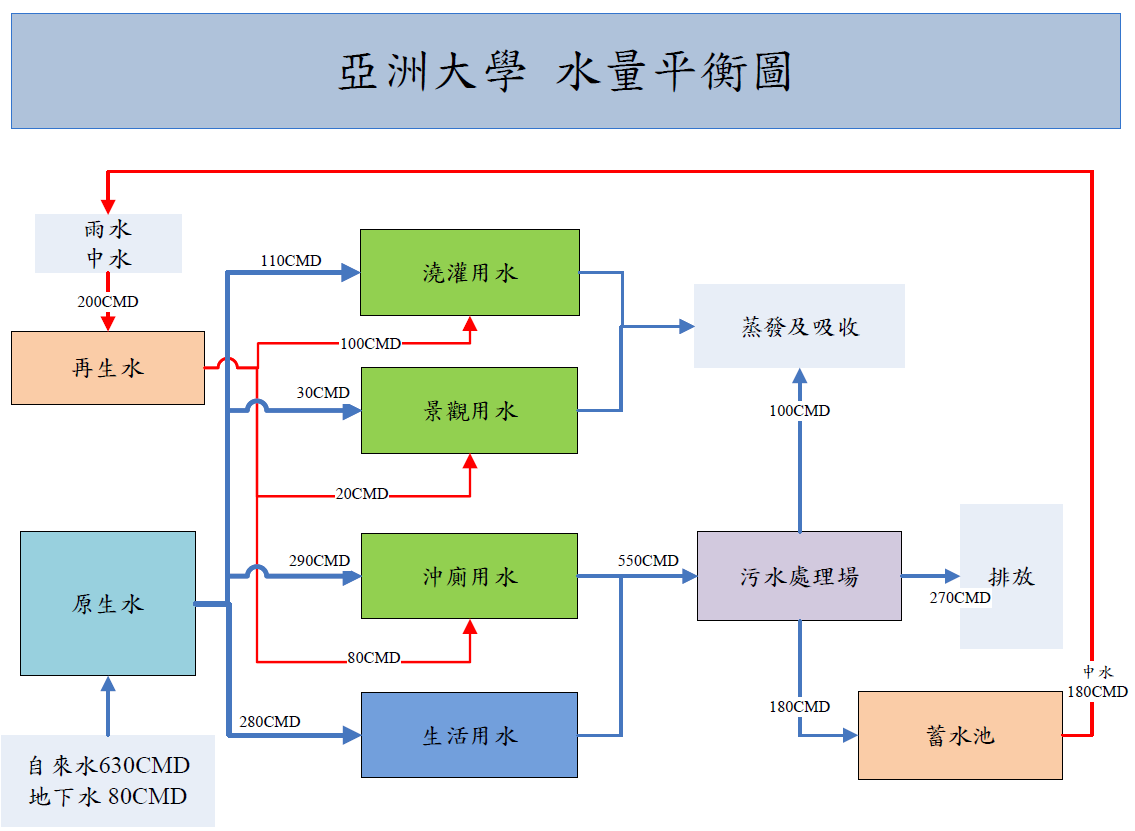 亞洲大學 水量平衡圖
雨水
中水
200CMD
再生水
110CMD
澆灌用水
100CMD
蒸發及吸收
30CMD
景觀用水
100CMD
20CMD
原生水
290CMD
沖廁用水
550CMD
污水處理場
排放
270CMD
80CMD
中水
180CMD
280CMD
生活用水
180CMD
蓄水池
自來水630CMD
地下水 80CMD